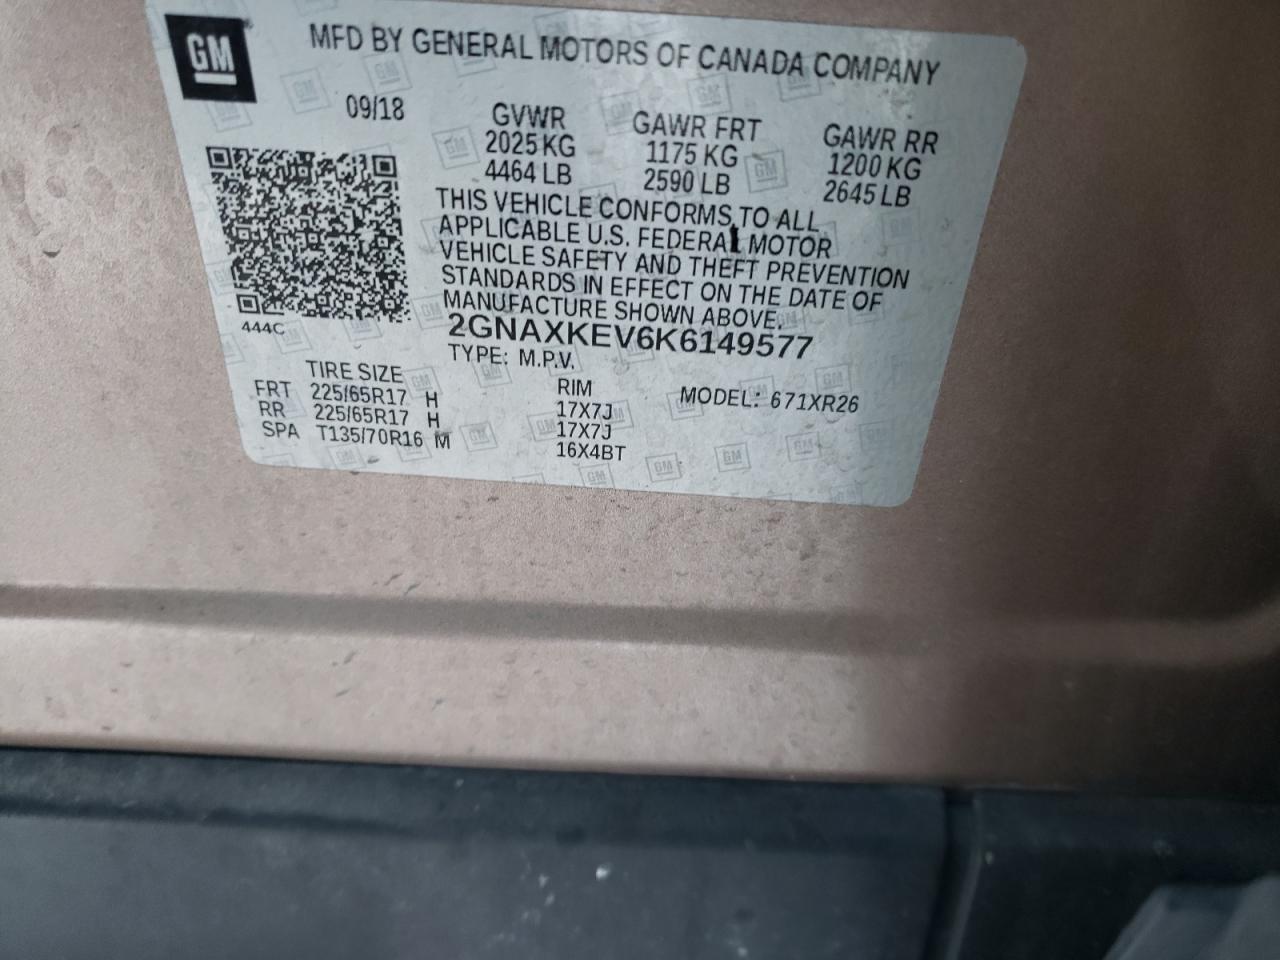 GM
MFD BY GENERAL MOTORS OF CANADA COMPANY
09/18
GVWR GAWR FRT GAWR RR
2025 KG 1175 KG 1200 KG
4464 LB 2590 LB 2645 LB
THIS VEHICLE CONFORMS TO ALL
APPLICABLE U.S. FEDERAL MOTOR
VEHICLE SAFETY AND THEFT PREVENTION
STANDARDS IN EFFECT ON THE DATE OF
MANUFACTURE SHOWN ABOVE.
444C
2GNAXKEV6K6149577
TYPE: M.P.V.
TIRE SIZE RIM MODEL: 671XR26
FRT 225/65R17 H 17X7J
RR 225/65R17 H 17X7J
SPA T135/70R16 M 16X4BT